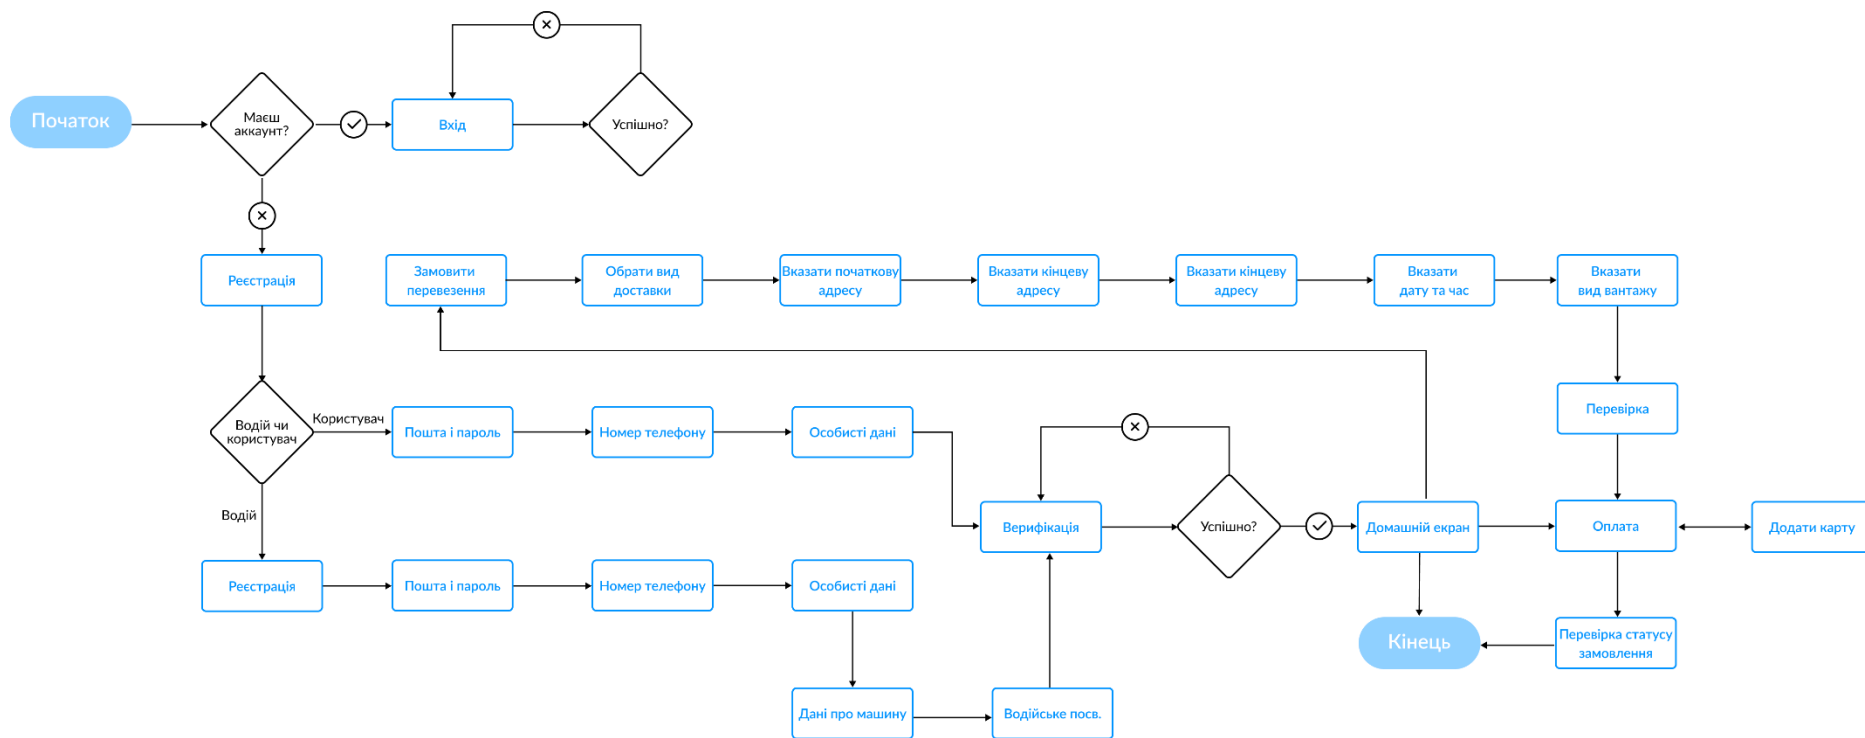 Початок
Маєш
аккаунт?
Вхід
Успішно?
Реєстрація
Замовити
перевезення
Обрати вид
доставки
Вказати початкову
адресу
Вказати кінцеву
адресу
Вказати кінцеву
адресу
Вказати
дату та час
Вказати
вид вантажу
Водій чи
користувач
Користувач
Пошта і пароль
Номер телефону
Особисті дані
Перевірка
Водій
Верифікація
Успішно?
Домашній екран
Оплата
Додати карту
Реєстрація
Пошта і пароль
Номер телефону
Особисті дані
Кінець
Перевірка статусу
замовлення
Дані про машину
Водійське посв.